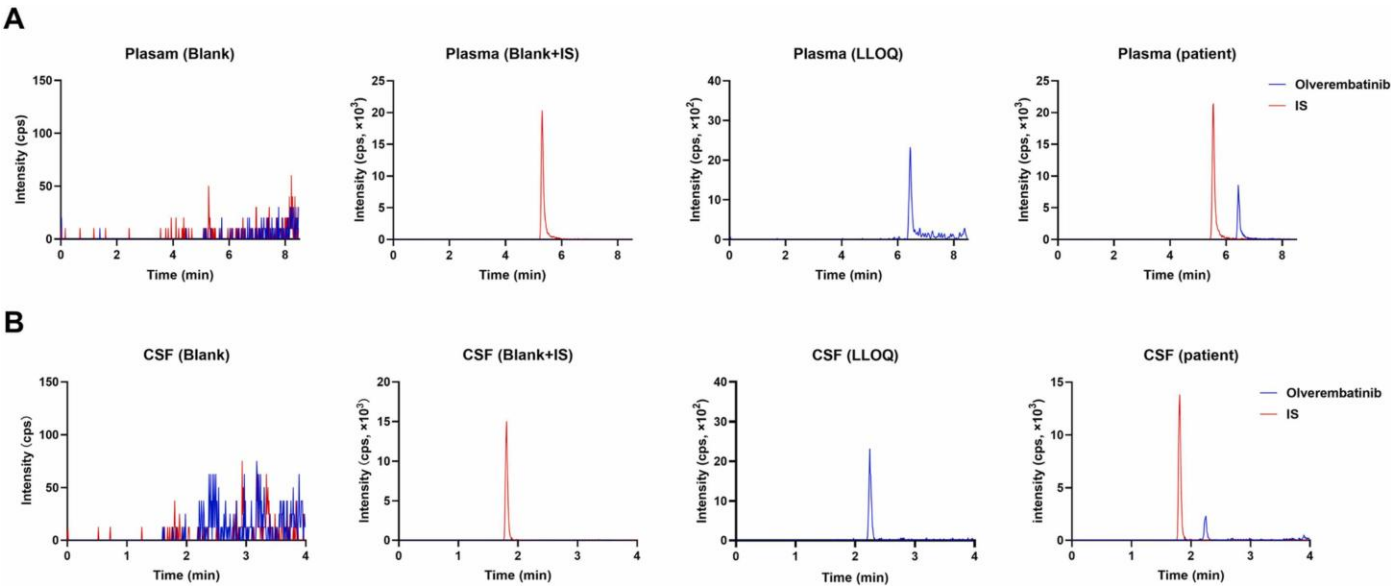 A
Plasam (Blank)
Intensity (cps)
150
100
50
0
0 2 4 6 8
Time (min)
Plasma (Blank+IS)
Intensity (cps, ×10³)
25
20
15
10
5
0
0 2 4 6 8
Time (min)
Plasma (LLOQ)
Intensity (cps, ×10²)
40
30
20
10
0
0 2 4 6 8
Time (min)
Plasma (patient)
Intensity (cps, ×10³)
25
20
15
10
5
0
0 2 4 6 8
Time (min)
Olverembatinib
IS
B
CSF (Blank)
Intensity (cps)
150
100
50
0
0 1 2 3 4
Time (min)
CSF (Blank+IS)
Intensity (cps, ×10³)
20
15
10
5
0
0 1 2 3 4
Time (min)
CSF (LLOQ)
Intensity (cps, ×10²)
40
30
20
10
0
0 1 2 3 4
Time (min)
CSF (patient)
intensity (cps, ×10³)
15
10
5
0
0 1 2 3 4
Time (min)
Olverembatinib
IS